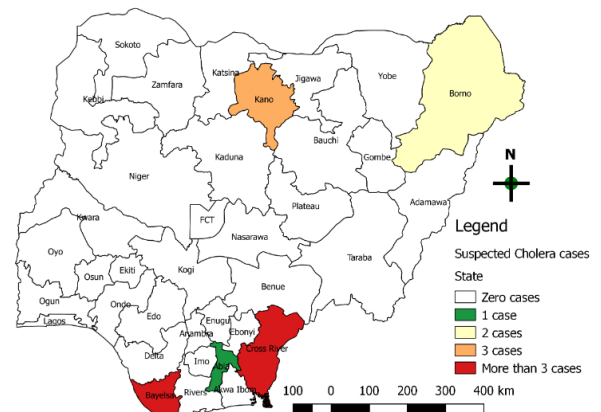 Sokoto
Katsina
Jigawa
Yobe
Kebbi
Zamfara
Kano
Borno
Bauchi
Kaduna
Gombe
Niger
N
Plateau
Adamawa
Kwara
FCT
Nasarawa
Legend
Oyo
Kogi
Taraba
Suspected Cholera cases
Osun
Ekiti
Benue
State
Ogun
Ondo
Zero cases
Lagos
Edo
Enugu
1 case
Anambra
Ebonyi
2 cases
Delta
Imo
Abia
Cross River
3 cases
Bayelsa
Rivers
Akwa Ibom
More than 3 cases
100 0 100 200 300 400 km